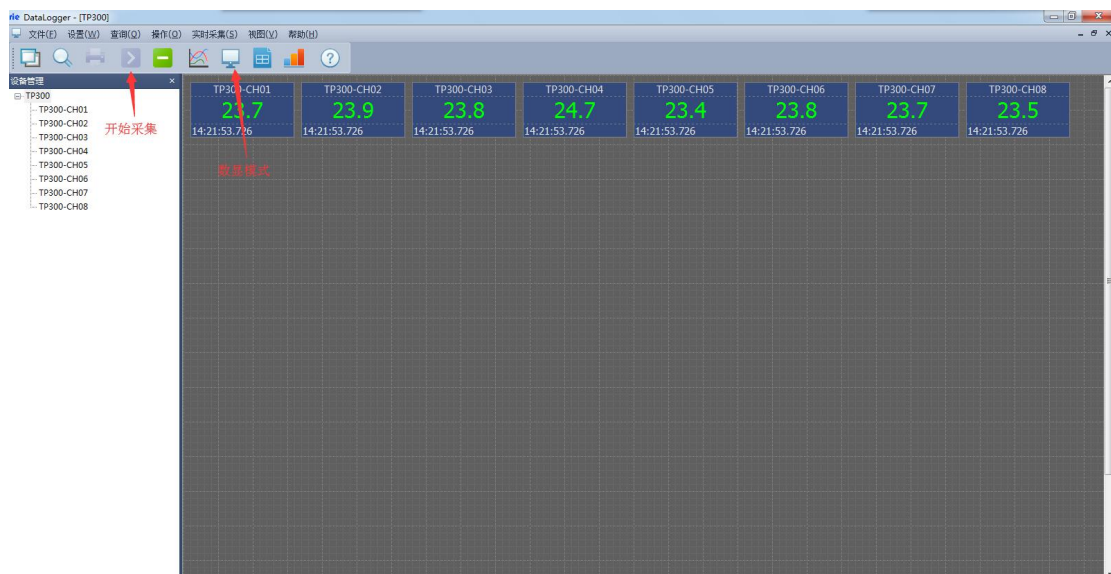 rie DataLogger - [TP300]
文件(F) 设置(W) 查询(Q) 操作(O) 实时采集(S) 视图(V) 帮助(H)
设备管理
TP300
TP300-CH01
TP300-CH02
TP300-CH03
TP300-CH04
TP300-CH05
TP300-CH06
TP300-CH07
TP300-CH08
开始采集
TP300-CH01 TP300-CH02 TP300-CH03 TP300-CH04 TP300-CH05 TP300-CH06 TP300-CH07 TP300-CH08
23.7 23.9 23.8 24.7 23.4 23.8 23.7 23.5
14:21:53.726 14:21:53.726 14:21:53.726 14:21:53.726 14:21:53.726 14:21:53.726 14:21:53.726 14:21:53.726
数显模式